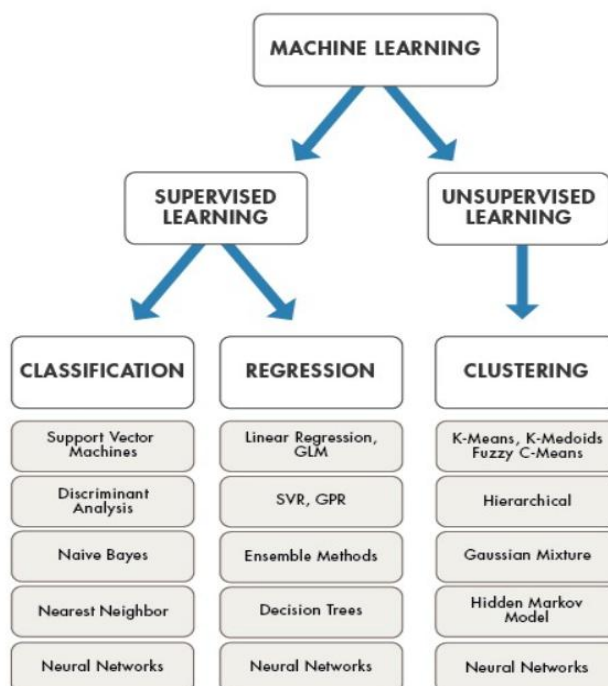 MACHINE LEARNING
SUPERVISED
LEARNING
UNSUPERVISED
LEARNING
CLASSIFICATION
Support Vector
Machines
Discriminant
Analysis
Naive Bayes
Nearest Neighbor
Neural Networks
REGRESSION
Linear Regression,
GLM
SVR, GPR
Ensemble Methods
Decision Trees
Neural Networks
CLUSTERING
K-Means, K-Medoids
Fuzzy C-Means
Hierarchical
Gaussian Mixture
Hidden Markov
Model
Neural Networks